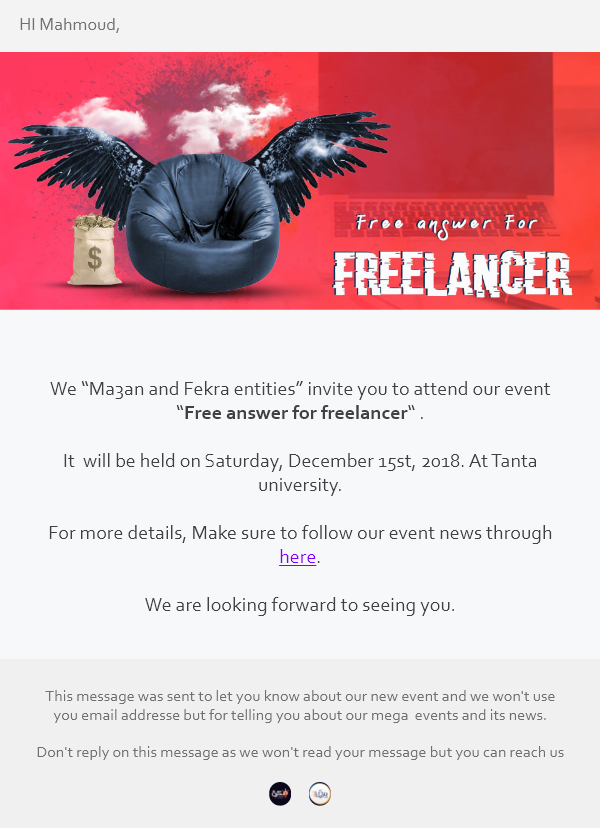 HI Mahmoud,
Free answer For
FREELANCER
$
We “Ma3an and Fekra entities” invite you to attend our event
“Free answer for freelancer“ .
It  will be held on Saturday, December 15st, 2018. At Tanta
university.
For more details, Make sure to follow our event news through
here.
We are looking forward to seeing you.
This message was sent to let you know about our new event and we won't use
you email addresse but for telling you about our mega  events and its news.
Don't reply on this message as we won't read your message but you can reach us